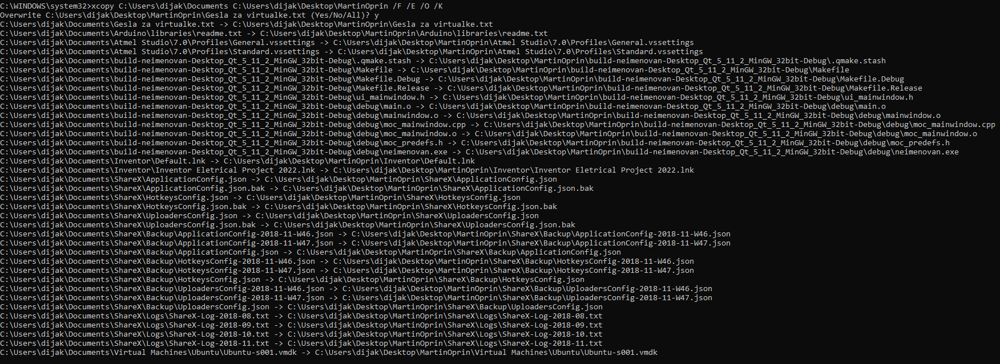 C:\WINDOWS\system32>xcopy C:\Users\dijak\Documents C:\Users\dijak\Desktop\MartinOprin /F /E /O /K
Overwrite C:\Users\dijak\Desktop\MartinOprin\Gesla za virtualke.txt (Yes/No/All)? y
C:\Users\dijak\Documents\Gesla za virtualke.txt -> C:\Users\dijak\Desktop\MartinOprin\Gesla za virtualke.txt
C:\Users\dijak\Documents\Arduino\libraries\readme.txt -> C:\Users\dijak\Desktop\MartinOprin\Arduino\libraries\readme.txt
C:\Users\dijak\Documents\Atmel Studio\7.0\Profiles\General.vssettings -> C:\Users\dijak\Desktop\MartinOprin\Atmel Studio\7.0\Profiles\General.vssettings
C:\Users\dijak\Documents\Atmel Studio\7.0\Profiles\Standard.vssettings -> C:\Users\dijak\Desktop\MartinOprin\Atmel Studio\7.0\Profiles\Standard.vssettings
C:\Users\dijak\Documents\build-neimenovan-Desktop_Qt_5_11_2_MinGW_32bit-Debug\.qmake.stash -> C:\Users\dijak\Desktop\MartinOprin\build-neimenovan-Desktop_Qt_5_11_2_MinGW_32bit-Debug\.qmake.stash
C:\Users\dijak\Documents\build-neimenovan-Desktop_Qt_5_11_2_MinGW_32bit-Debug\Makefile -> C:\Users\dijak\Desktop\MartinOprin\build-neimenovan-Desktop_Qt_5_11_2_MinGW_32bit-Debug\Makefile
C:\Users\dijak\Documents\build-neimenovan-Desktop_Qt_5_11_2_MinGW_32bit-Debug\Makefile.Debug -> C:\Users\dijak\Desktop\MartinOprin\build-neimenovan-Desktop_Qt_5_11_2_MinGW_32bit-Debug\Makefile.Debug
C:\Users\dijak\Documents\build-neimenovan-Desktop_Qt_5_11_2_MinGW_32bit-Debug\Makefile.Release -> C:\Users\dijak\Desktop\MartinOprin\build-neimenovan-Desktop_Qt_5_11_2_MinGW_32bit-Debug\Makefile.Release
C:\Users\dijak\Documents\build-neimenovan-Desktop_Qt_5_11_2_MinGW_32bit-Debug\ui_mainwindow.h -> C:\Users\dijak\Desktop\MartinOprin\build-neimenovan-Desktop_Qt_5_11_2_MinGW_32bit-Debug\ui_mainwindow.h
C:\Users\dijak\Documents\build-neimenovan-Desktop_Qt_5_11_2_MinGW_32bit-Debug\debug\main.o -> C:\Users\dijak\Desktop\MartinOprin\build-neimenovan-Desktop_Qt_5_11_2_MinGW_32bit-Debug\debug\main.o
C:\Users\dijak\Documents\build-neimenovan-Desktop_Qt_5_11_2_MinGW_32bit-Debug\debug\mainwindow.o -> C:\Users\dijak\Desktop\MartinOprin\build-neimenovan-Desktop_Qt_5_11_2_MinGW_32bit-Debug\debug\mainwindow.o
C:\Users\dijak\Documents\build-neimenovan-Desktop_Qt_5_11_2_MinGW_32bit-Debug\debug\moc_mainwindow.cpp -> C:\Users\dijak\Desktop\MartinOprin\build-neimenovan-Desktop_Qt_5_11_2_MinGW_32bit-Debug\debug\moc_mainwindow.cpp
C:\Users\dijak\Documents\build-neimenovan-Desktop_Qt_5_11_2_MinGW_32bit-Debug\debug\moc_mainwindow.o -> C:\Users\dijak\Desktop\MartinOprin\build-neimenovan-Desktop_Qt_5_11_2_MinGW_32bit-Debug\debug\moc_mainwindow.o
C:\Users\dijak\Documents\build-neimenovan-Desktop_Qt_5_11_2_MinGW_32bit-Debug\debug\moc_predefs.h -> C:\Users\dijak\Desktop\MartinOprin\build-neimenovan-Desktop_Qt_5_11_2_MinGW_32bit-Debug\debug\moc_predefs.h
C:\Users\dijak\Documents\build-neimenovan-Desktop_Qt_5_11_2_MinGW_32bit-Debug\debug\neimenovan.exe -> C:\Users\dijak\Desktop\MartinOprin\build-neimenovan-Desktop_Qt_5_11_2_MinGW_32bit-Debug\debug\neimenovan.exe
C:\Users\dijak\Documents\Inventor\Default.lnk -> C:\Users\dijak\Desktop\MartinOprin\Inventor\Default.lnk
C:\Users\dijak\Documents\Inventor\Inventor Eletrical Project 2022.lnk -> C:\Users\dijak\Desktop\MartinOprin\Inventor\Inventor Eletrical Project 2022.lnk
C:\Users\dijak\Documents\ShareX\ApplicationConfig.json -> C:\Users\dijak\Desktop\MartinOprin\ShareX\ApplicationConfig.json
C:\Users\dijak\Documents\ShareX\ApplicationConfig.json.bak -> C:\Users\dijak\Desktop\MartinOprin\ShareX\ApplicationConfig.json.bak
C:\Users\dijak\Documents\ShareX\HotkeysConfig.json -> C:\Users\dijak\Desktop\MartinOprin\ShareX\HotkeysConfig.json
C:\Users\dijak\Documents\ShareX\HotkeysConfig.json.bak -> C:\Users\dijak\Desktop\MartinOprin\ShareX\HotkeysConfig.json.bak
C:\Users\dijak\Documents\ShareX\UploadersConfig.json -> C:\Users\dijak\Desktop\MartinOprin\ShareX\UploadersConfig.json
C:\Users\dijak\Documents\ShareX\UploadersConfig.json.bak -> C:\Users\dijak\Desktop\MartinOprin\ShareX\UploadersConfig.json.bak
C:\Users\dijak\Documents\ShareX\Backup\ApplicationConfig-2018-11-W46.json -> C:\Users\dijak\Desktop\MartinOprin\ShareX\Backup\ApplicationConfig-2018-11-W46.json
C:\Users\dijak\Documents\ShareX\Backup\ApplicationConfig-2018-11-W47.json -> C:\Users\dijak\Desktop\MartinOprin\ShareX\Backup\ApplicationConfig-2018-11-W47.json
C:\Users\dijak\Documents\ShareX\Backup\ApplicationConfig.json -> C:\Users\dijak\Desktop\MartinOprin\ShareX\Backup\ApplicationConfig.json
C:\Users\dijak\Documents\ShareX\Backup\HotkeysConfig-2018-11-W46.json -> C:\Users\dijak\Desktop\MartinOprin\ShareX\Backup\HotkeysConfig-2018-11-W46.json
C:\Users\dijak\Documents\ShareX\Backup\HotkeysConfig-2018-11-W47.json -> C:\Users\dijak\Desktop\MartinOprin\ShareX\Backup\HotkeysConfig-2018-11-W47.json
C:\Users\dijak\Documents\ShareX\Backup\HotkeysConfig.json -> C:\Users\dijak\Desktop\MartinOprin\ShareX\Backup\HotkeysConfig.json
C:\Users\dijak\Documents\ShareX\Backup\UploadersConfig-2018-11-W46.json -> C:\Users\dijak\Desktop\MartinOprin\ShareX\Backup\UploadersConfig-2018-11-W46.json
C:\Users\dijak\Documents\ShareX\Backup\UploadersConfig-2018-11-W47.json -> C:\Users\dijak\Desktop\MartinOprin\ShareX\Backup\UploadersConfig-2018-11-W47.json
C:\Users\dijak\Documents\ShareX\Backup\UploadersConfig.json -> C:\Users\dijak\Desktop\MartinOprin\ShareX\Backup\UploadersConfig.json
C:\Users\dijak\Documents\ShareX\Logs\ShareX-Log-2018-08.txt -> C:\Users\dijak\Desktop\MartinOprin\ShareX\Logs\ShareX-Log-2018-08.txt
C:\Users\dijak\Documents\ShareX\Logs\ShareX-Log-2018-09.txt -> C:\Users\dijak\Desktop\MartinOprin\ShareX\Logs\ShareX-Log-2018-09.txt
C:\Users\dijak\Documents\ShareX\Logs\ShareX-Log-2018-10.txt -> C:\Users\dijak\Desktop\MartinOprin\ShareX\Logs\ShareX-Log-2018-10.txt
C:\Users\dijak\Documents\ShareX\Logs\ShareX-Log-2018-11.txt -> C:\Users\dijak\Desktop\MartinOprin\ShareX\Logs\ShareX-Log-2018-11.txt
C:\Users\dijak\Documents\Virtual Machines\Ubuntu\Ubuntu-s001.vmdk -> C:\Users\dijak\Desktop\MartinOprin\Virtual Machines\Ubuntu\Ubuntu-s001.vmdk